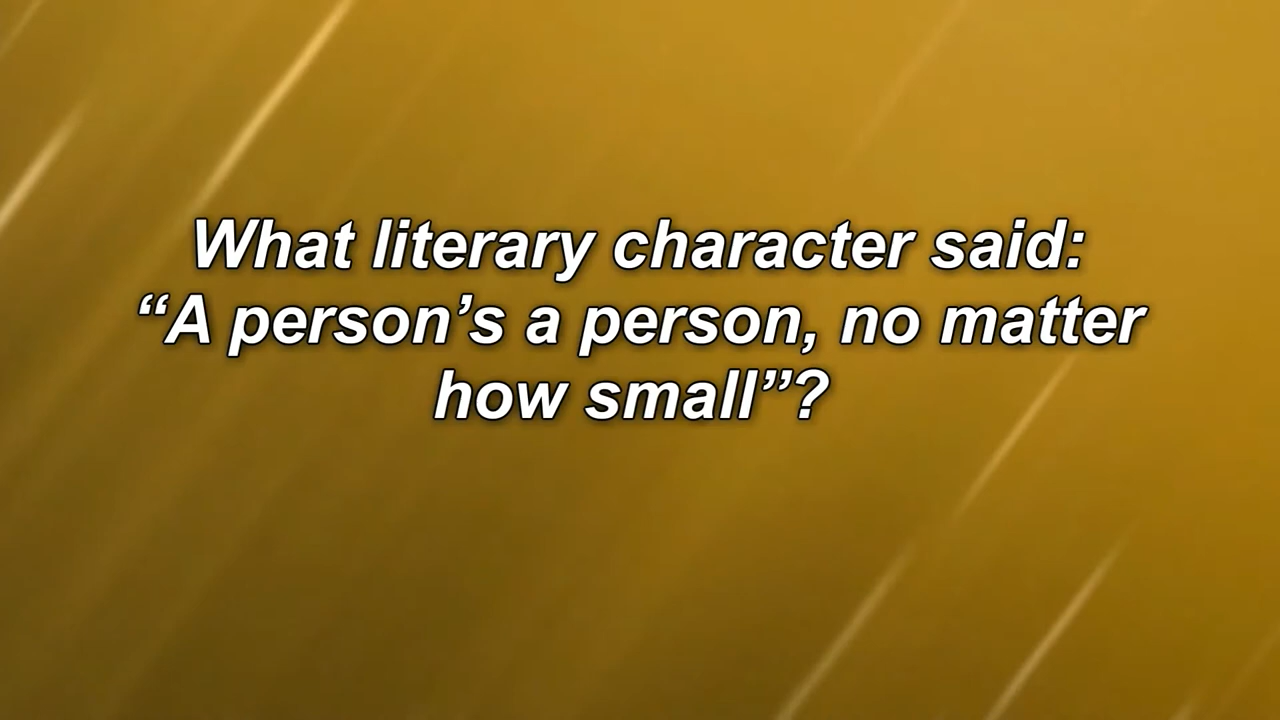 What literary character said:
“A person’s a person, no matter
how small”?